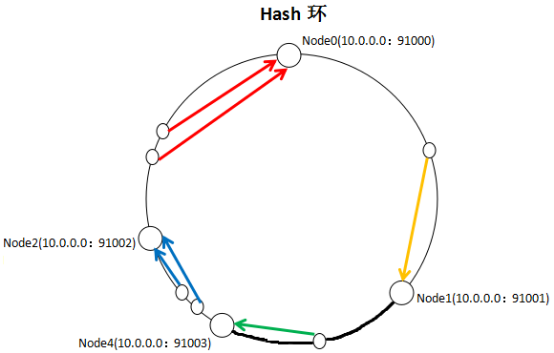 Hash 环
Node0(10.0.0.0：91000)
Node2(10.0.0.0：91002)
Node1(10.0.0.0：91001)
Node4(10.0.0.0：91003)